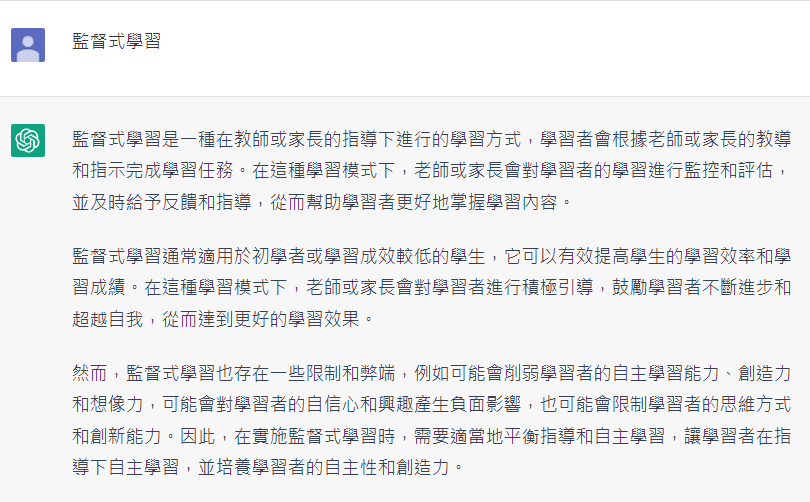 監督式學習
監督式學習是一種在教師或家長的指導下進行的學習方式，學習者會根據老師或家長的教導
和指示完成學習任務。在這種學習模式下，老師或家長會對學習者的學習進行監控和評估，
並及時給予反饋和指導，從而幫助學習者更好地掌握學習內容。
監督式學習通常適用於初學者或學習成效較低的學生，它可以有效提高學生的學習效率和學
習成績。在這種學習模式下，老師或家長會對學習者進行積極引導，鼓勵學習者不斷進步和
超越自我，從而達到更好的學習效果。
然而，監督式學習也存在一些限制和弊端，例如可能會削弱學習者的自主學習能力、創造力
和想像力，可能會對學習者的自信心和興趣產生負面影響，也可能會限制學習者的思維方式
和創新能力。因此，在實施監督式學習時，需要適當地平衡指導和自主學習，讓學習者在指
導下自主學習，並培養學習者的自主性和創造力。